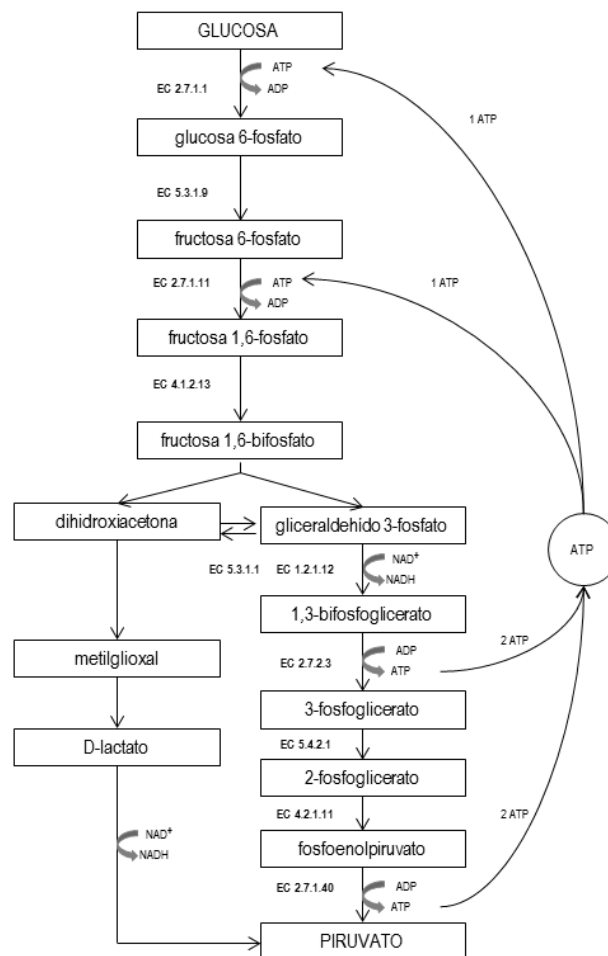 GLUCOSA
ATP
EC 2.7.1.1
ADP
1 ATP
glucosa 6-fosfato
EC 5.3.1.9
fructosa 6-fosfato
EC 2.7.1.11
ATP
ADP
1 ATP
fructosa 1,6-fosfato
EC 4.1.2.13
fructosa 1,6-bifosfato
dihidroxiacetona
gliceraldehido 3-fosfato
ATP
EC 5.3.1.1
EC 1.2.1.12
NAD+
NADH
1,3-bifosfoglicerato
metilglioxal
EC 2.7.2.3
ADP
ATP
2 ATP
3-fosfoglicerato
D-lactato
EC 5.4.2.1
2-fosfoglicerato
EC 4.2.1.11
2 ATP
NAD+
NADH
fosfoenolpiruvato
EC 2.7.1.40
ADP
ATP
PIRUVATO